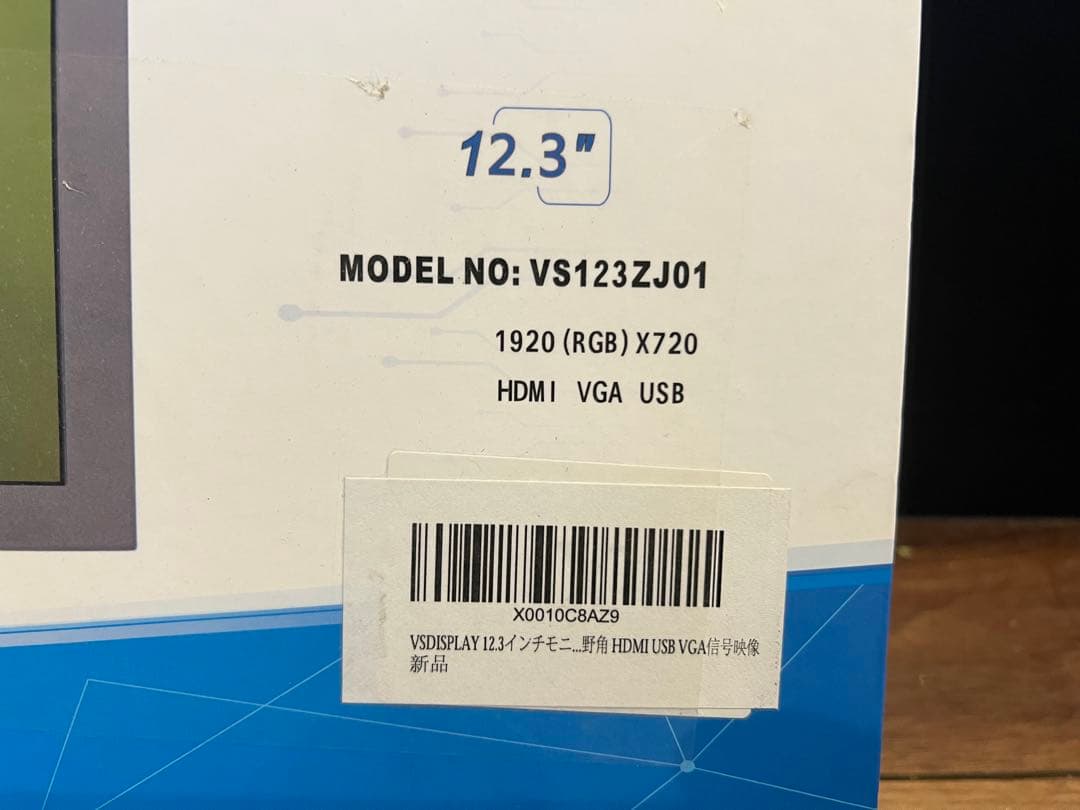 12.3"
MODEL NO: VS123ZJ01
1920 (RGB) X720
HDMI VGA USB
X0010C8AZ9
VSDISPLAY 12.3インチモニ...野角 HDMI USB VGA信号映像
新品